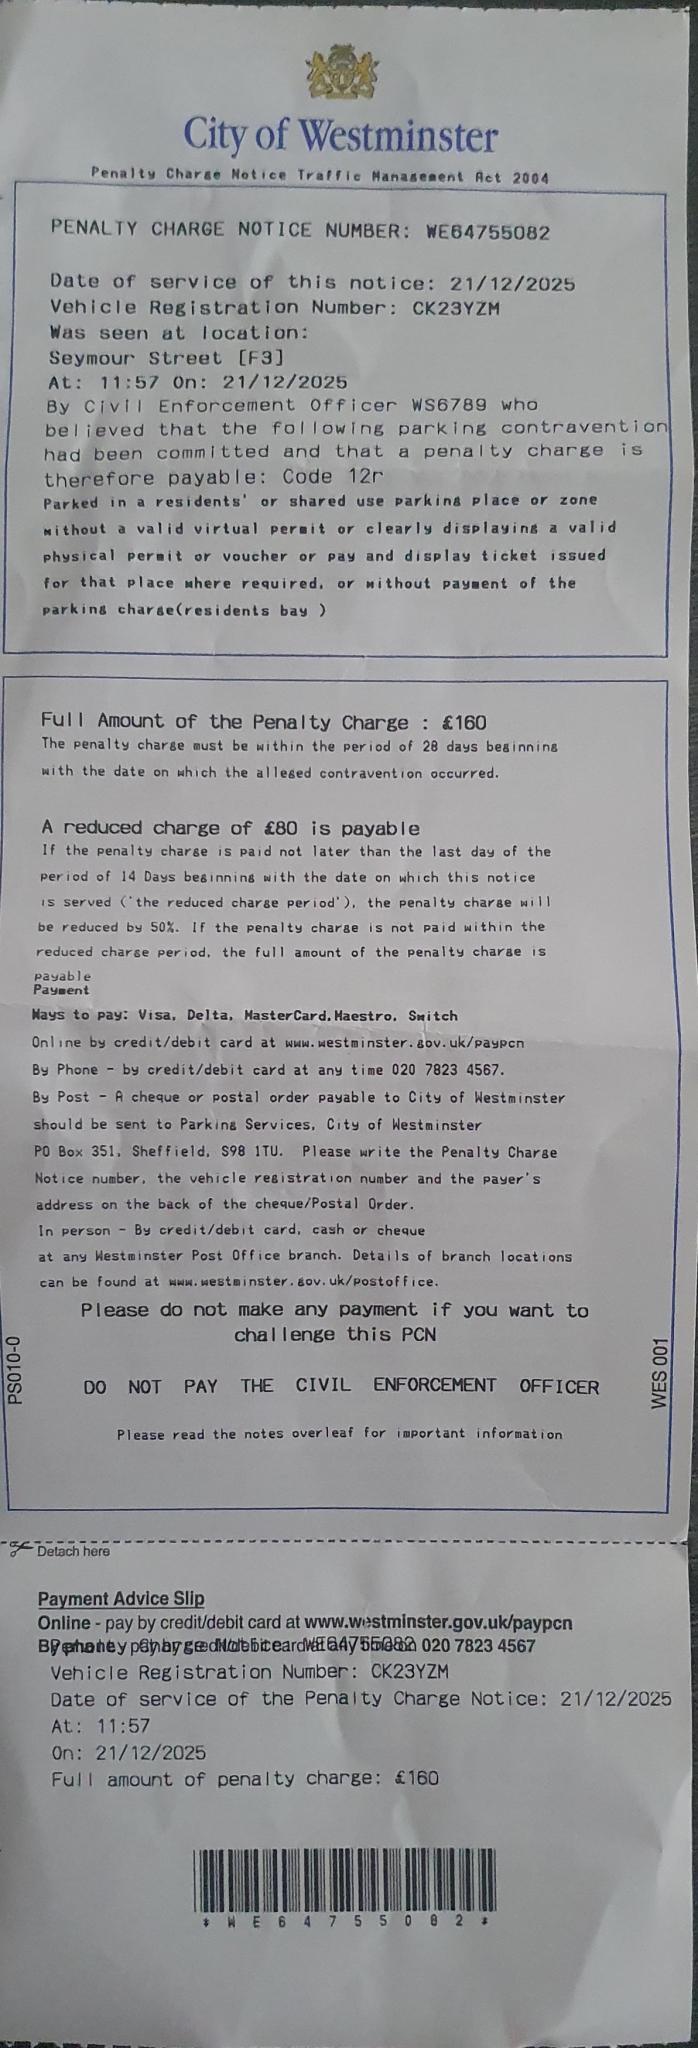 City of Westminster
Penalty Charge Notice Traffic Management Act 2004
PENALTY CHARGE NOTICE NUMBER: WE64755082
Date of service of this notice: 21/12/2025
Vehicle Registration Number: CK23YZM
Was seen at location:
Seymour Street [F3]
At: 11:57 On: 21/12/2025
By Civil Enforcement Officer WS6789 who
believed that the following parking contravention
had been committed and that a penalty charge is
therefore payable: Code 12r
Parked in a residents' or shared use parking place or zone
without a valid virtual permit or clearly displaying a valid
physical permit or voucher or pay and display ticket issued
for that place where required, or without payment of the
parking charge(residents bay )
Full Amount of the Penalty Charge : £160
The penalty charge must be within the period of 28 days beginning
with the date on which the alleged contravention occurred.
A reduced charge of £80 is payable
If the penalty charge is paid not later than the last day of the
period of 14 Days beginning with the date on which this notice
is served ('the reduced charge period'), the penalty charge will
be reduced by 50%. If the penalty charge is not paid within the
reduced charge period, the full amount of the penalty charge is
payable
Payment
Ways to pay: Visa, Delta, MasterCard,Maestro, Switch
Online by credit/debit card at www.westminster.gov.uk/paypcn
By Phone - by credit/debit card at any time 020 7823 4567.
By Post - A cheque or postal order payable to City of Westminster
should be sent to Parking Services, City of Westminster
PO Box 351, Sheffield, S98 1TU. Please write the Penalty Charge
Notice number, the vehicle registration number and the payer's
address on the back of the cheque/Postal Order.
In person - By credit/debit card, cash or cheque
at any Westminster Post Office branch. Details of branch locations
can be found at www.westminster.gov.uk/postoffice.
Please do not make any payment if you want to
challenge this PCN
PS010-0
WES 001
DO NOT PAY THE CIVIL ENFORCEMENT OFFICER
Please read the notes overleaf for important information
Detach here
Payment Advice Slip
Online - pay by credit/debit card at www.westminster.gov.uk/paypcn
020 7823 4567
Vehicle Registration Number: CK23YZM
Date of service of the Penalty Charge Notice: 21/12/2025
At: 11:57
On: 21/12/2025
Full amount of penalty charge: £160
* W E 6 4 7 5 5 0 8 2 *